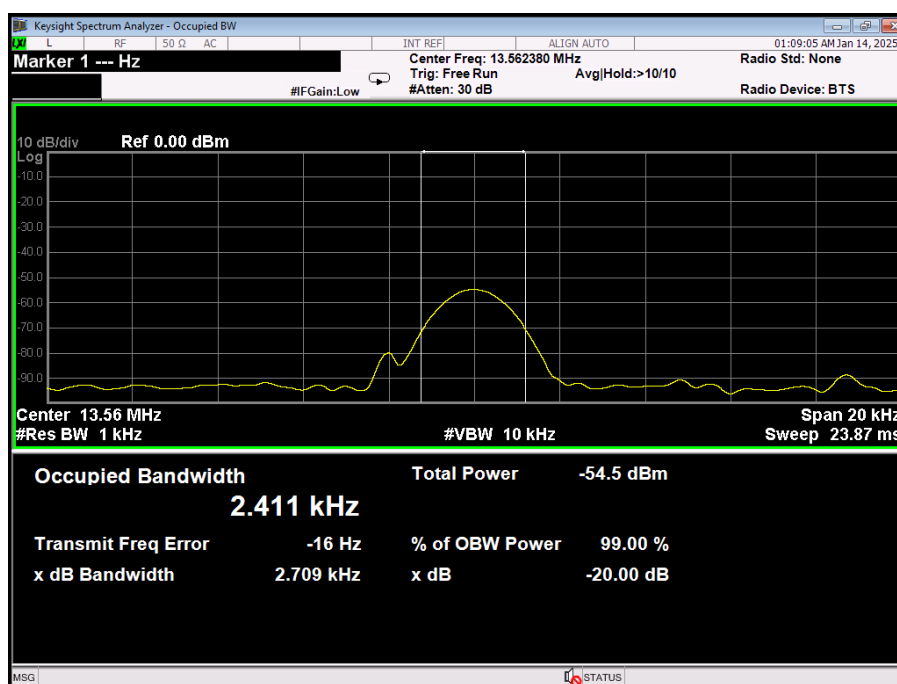 Keysight Spectrum Analyzer - Occupied BW
LXI L RF 50 Ω AC INT REF ALIGN AUTO 01:09:05 AM Jan 14, 2025
Marker 1 --- Hz
Center Freq: 13.562380 MHz
Radio Std: None
Trig: Free Run Avg|Hold:>10/10
#IFGain:Low #Atten: 30 dB Radio Device: BTS
10 dB/div Ref 0.00 dBm
Log
-10.0
-20.0
-30.0
-40.0
-50.0
-60.0
-70.0
-80.0
-90.0
Center 13.56 MHz Span 20 kHz
#Res BW 1 kHz #VBW 10 kHz Sweep 23.87 ms
Occupied Bandwidth Total Power -54.5 dBm
2.411 kHz
Transmit Freq Error -16 Hz % of OBW Power 99.00 %
x dB Bandwidth 2.709 kHz x dB -20.00 dB
MSG STATUS